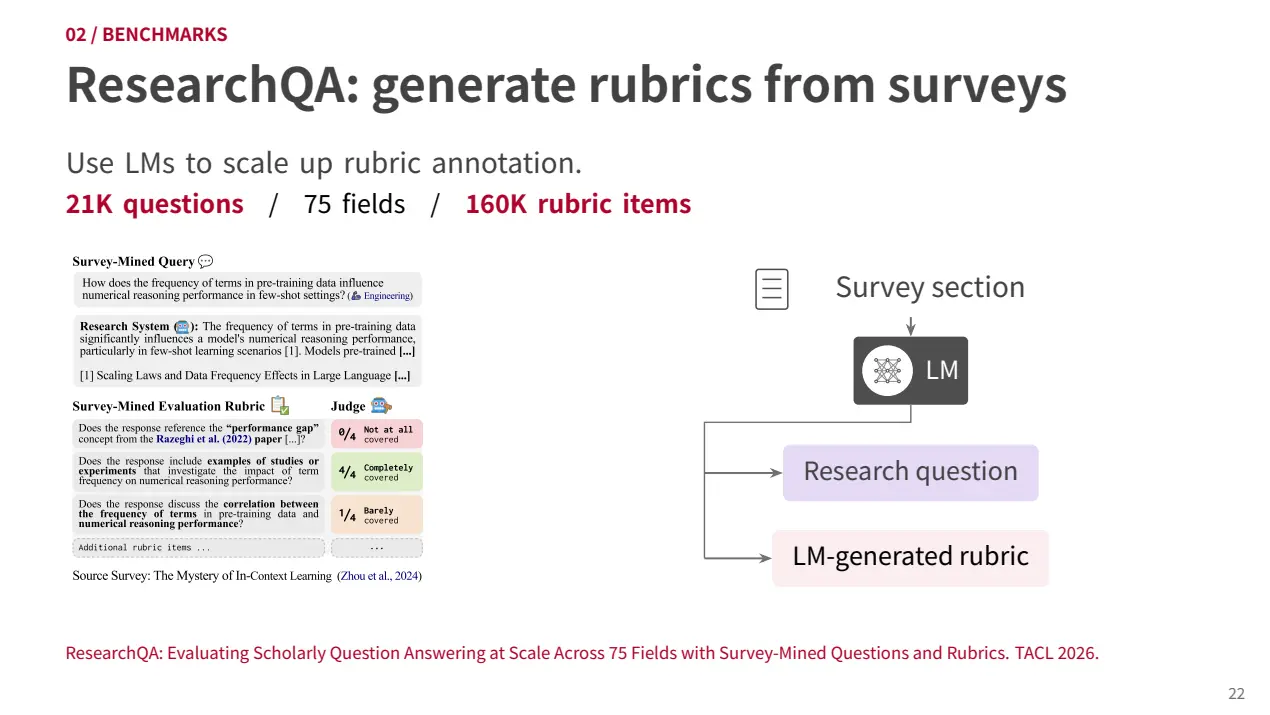 02 / BENCHMARKS
ResearchQA: generate rubrics from surveys
Use LMs to scale up rubric annotation.
21K questions / 75 fields / 160K rubric items
Survey-Mined Query
How does the frequency of terms in pre-training data influence
numerical reasoning performance in few-shot settings? ( Engineering)
Research System ( ): The frequency of terms in pre-training data
significantly influences a model's numerical reasoning performance,
particularly in few-shot learning scenarios [1]. Models pre-trained [...]
[1] Scaling Laws and Data Frequency Effects in Large Language [...]
Survey-Mined Evaluation Rubric
Judge
Does the response reference the “performance gap”
concept from the Razeghi et al. (2022) paper [...]?
0/4 Not at all
covered
Does the response include examples of studies or
experiments that investigate the impact of term
frequency on numerical reasoning performance?
4/4 Completely
covered
Does the response discuss the correlation between
the frequency of terms in pre-training data and
numerical reasoning performance?
1/4 Barely
covered
Additional rubric items ...
...
Source Survey: The Mystery of In-Context Learning (Zhou et al., 2024)
Survey section
LM
Research question
LM-generated rubric
ResearchQA: Evaluating Scholarly Question Answering at Scale Across 75 Fields with Survey-Mined Questions and Rubrics. TACL 2026.
22